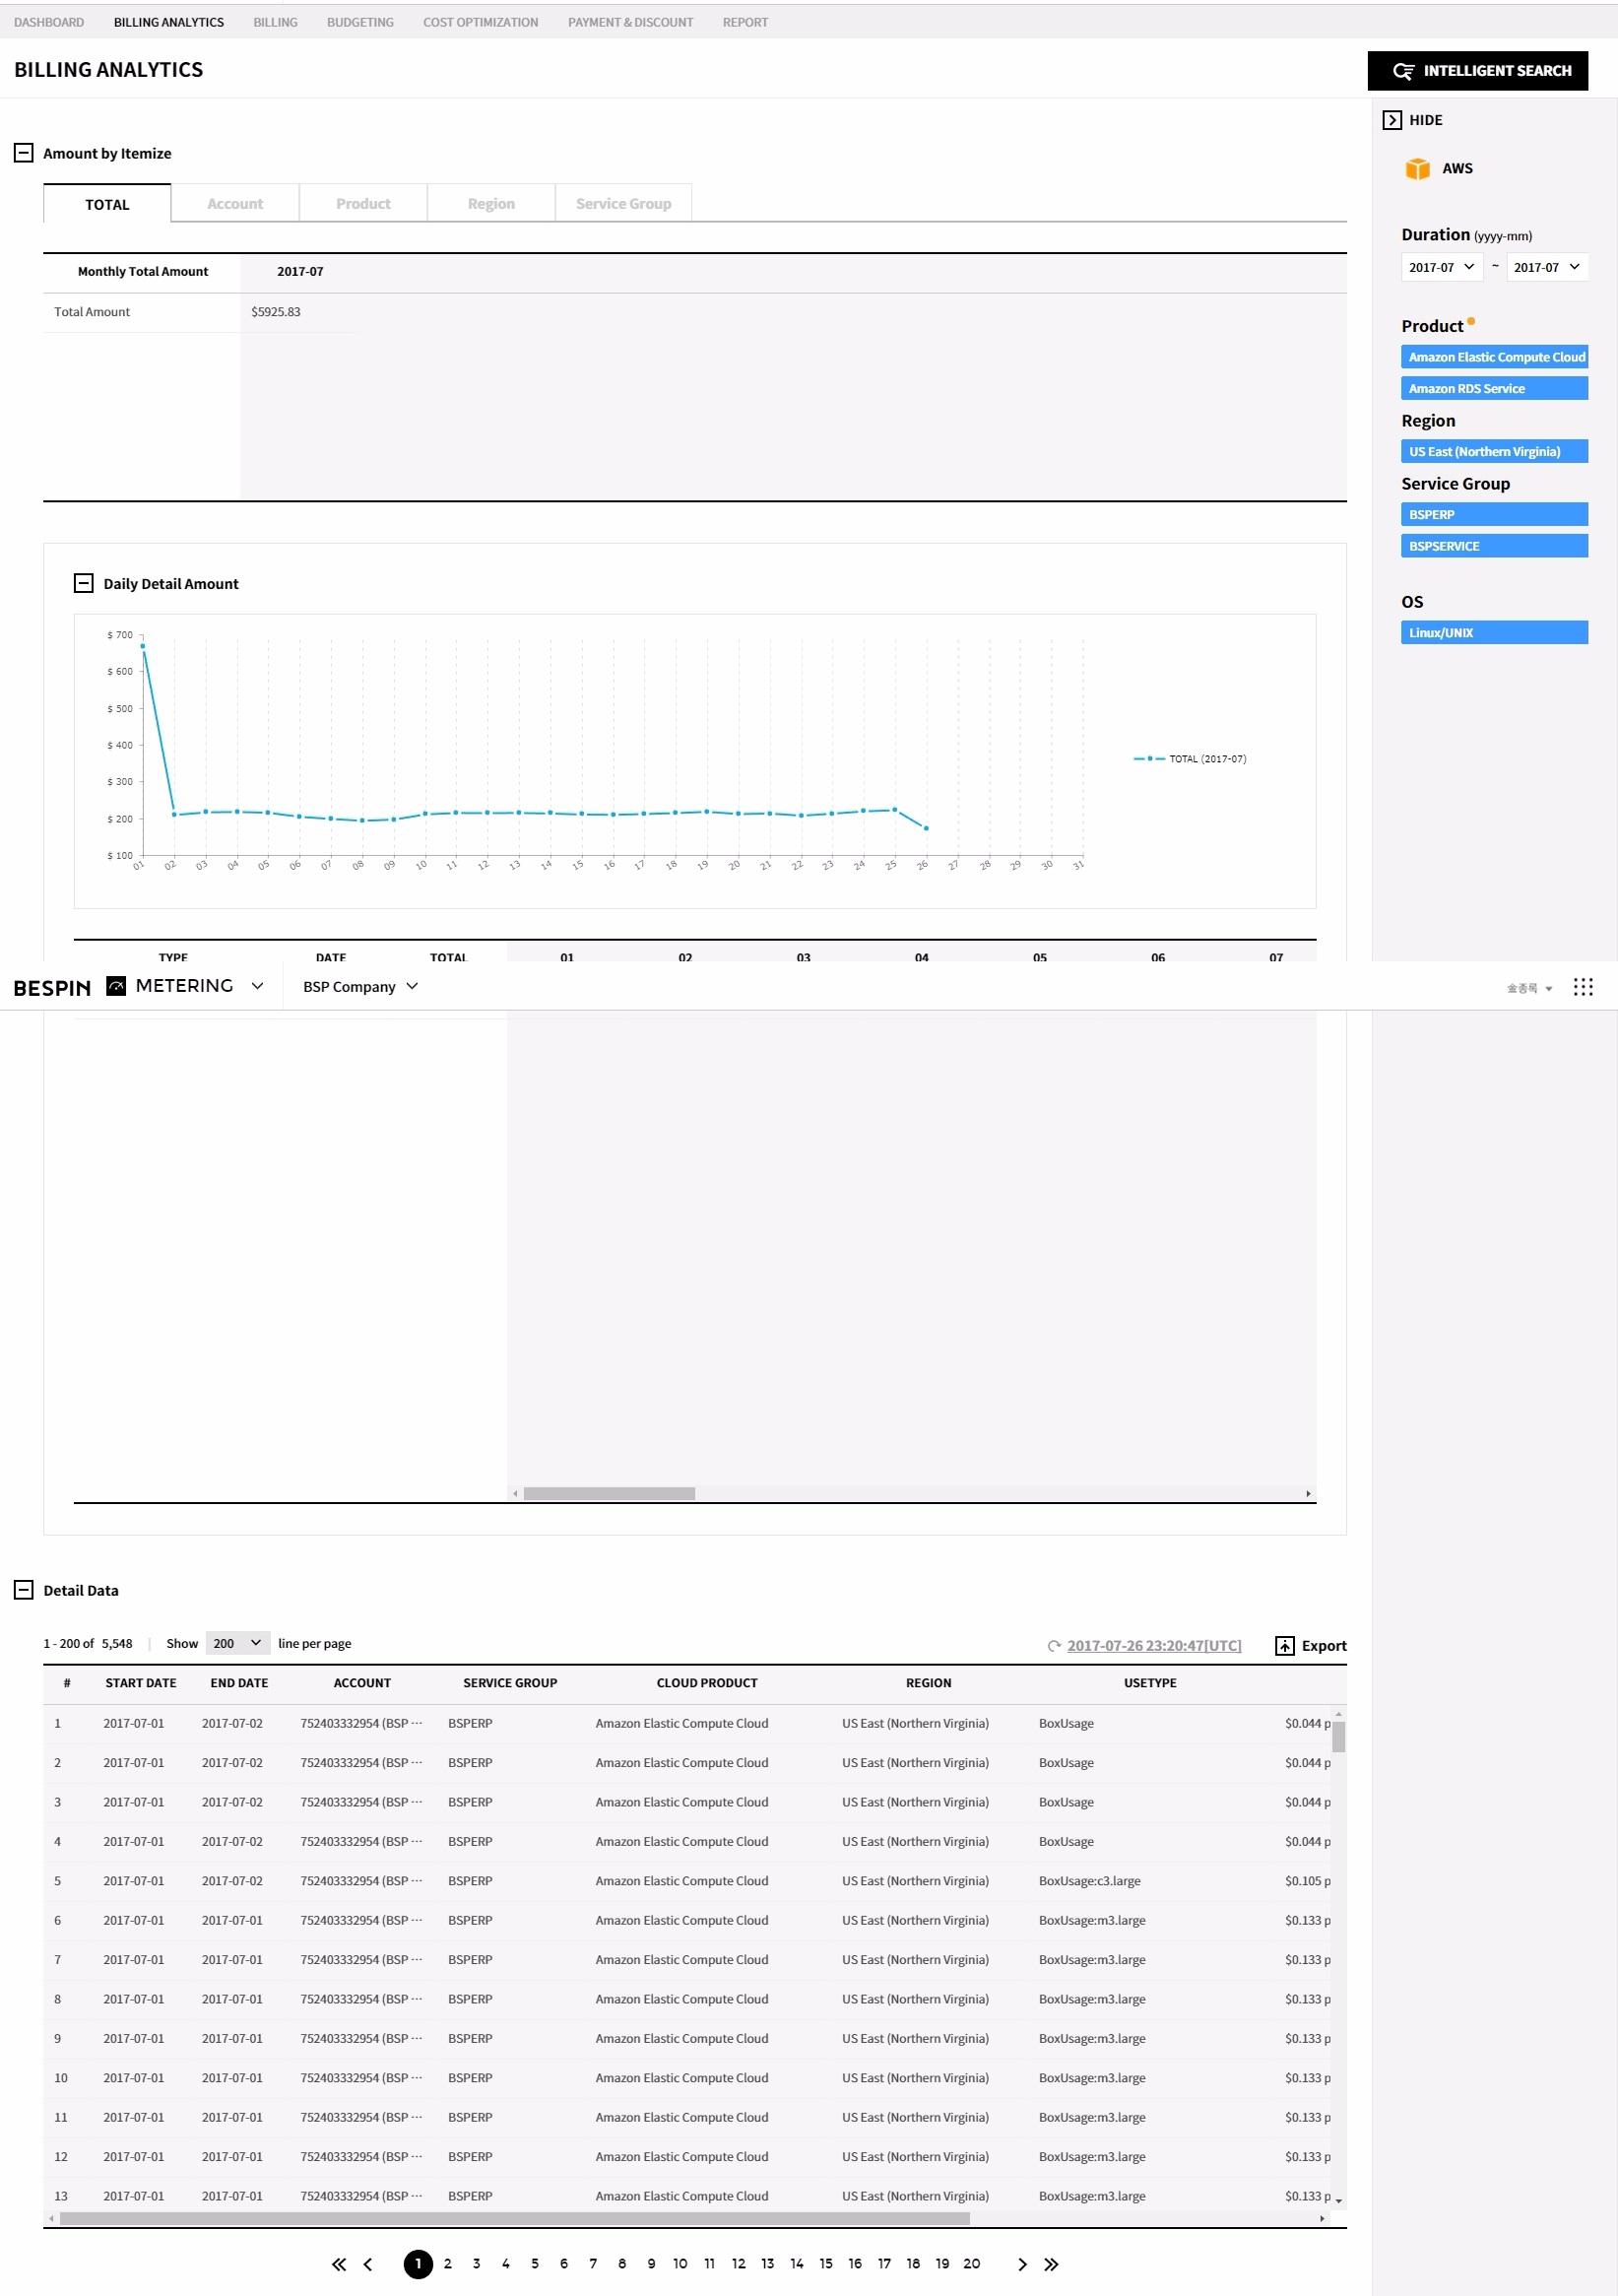 DASHBOARD BILLING ANALYTICS BILLING BUDGETING COST OPTIMIZATION PAYMENT & DISCOUNT REPORT
BILLING ANALYTICS
INTELLIGENT SEARCH
HIDE
AWS
Duration (yyyy-mm)
2017-07 ~ 2017-07
Product
Amazon Elastic Compute Cloud
Amazon RDS Service
Region
US East (Northern Virginia)
Service Group
BSPERP
BSPSERVICE
OS
Linux/UNIX
Amount by Itemize
TOTAL Account Product Region Service Group
Monthly Total Amount 2017-07
Total Amount $5925.83
Daily Detail Amount
$ 700
$ 600
$ 500
$ 400
$ 300
$ 200
$ 100
01 02 03 04 05 06 07 08 09 10 11 12 13 14 15 16 17 18 19 20 21 22 23 24 25 26 27 28 29 30 31
TOTAL (2017-07)
TYPE DATE TOTAL 01 02 03 04 05 06 07
BESPIN METERING BSP Company 金종록
Detail Data
1 - 200 of 5,548 Show 200 line per page 2017-07-26 23:20:47[UTC] Export
# START DATE END DATE ACCOUNT SERVICE GROUP CLOUD PRODUCT REGION USETYPE
1 2017-07-01 2017-07-02 752403332954 (BSP ... BSPERP Amazon Elastic Compute Cloud US East (Northern Virginia) BoxUsage $0.044 p
2 2017-07-01 2017-07-02 752403332954 (BSP ... BSPERP Amazon Elastic Compute Cloud US East (Northern Virginia) BoxUsage $0.044 p
3 2017-07-01 2017-07-02 752403332954 (BSP ... BSPERP Amazon Elastic Compute Cloud US East (Northern Virginia) BoxUsage $0.044 p
4 2017-07-01 2017-07-02 752403332954 (BSP ... BSPERP Amazon Elastic Compute Cloud US East (Northern Virginia) BoxUsage $0.044 p
5 2017-07-01 2017-07-02 752403332954 (BSP ... BSPERP Amazon Elastic Compute Cloud US East (Northern Virginia) BoxUsage:c3.large $0.105 p
6 2017-07-01 2017-07-01 752403332954 (BSP ... BSPERP Amazon Elastic Compute Cloud US East (Northern Virginia) BoxUsage:m3.large $0.133 p
7 2017-07-01 2017-07-01 752403332954 (BSP ... BSPERP Amazon Elastic Compute Cloud US East (Northern Virginia) BoxUsage:m3.large $0.133 p
8 2017-07-01 2017-07-01 752403332954 (BSP ... BSPERP Amazon Elastic Compute Cloud US East (Northern Virginia) BoxUsage:m3.large $0.133 p
9 2017-07-01 2017-07-01 752403332954 (BSP ... BSPERP Amazon Elastic Compute Cloud US East (Northern Virginia) BoxUsage:m3.large $0.133 p
10 2017-07-01 2017-07-01 752403332954 (BSP ... BSPERP Amazon Elastic Compute Cloud US East (Northern Virginia) BoxUsage:m3.large $0.133 p
11 2017-07-01 2017-07-01 752403332954 (BSP ... BSPERP Amazon Elastic Compute Cloud US East (Northern Virginia) BoxUsage:m3.large $0.133 p
12 2017-07-01 2017-07-01 752403332954 (BSP ... BSPERP Amazon Elastic Compute Cloud US East (Northern Virginia) BoxUsage:m3.large $0.133 p
13 2017-07-01 2017-07-01 752403332954 (BSP ... BSPERP Amazon Elastic Compute Cloud US East (Northern Virginia) BoxUsage:m3.large $0.133 p
1 2 3 4 5 6 7 8 9 10 11 12 13 14 15 16 17 18 19 20